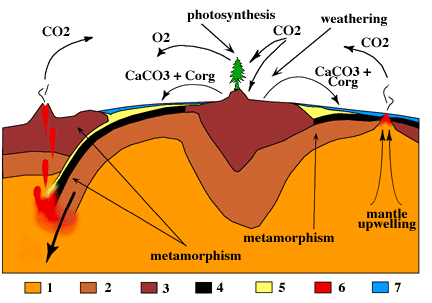 photosynthesis
CO2
O2
CO2
weathering
CO2
CaCO3 + Corg
CaCO3 +
Corg
metamorphism
metamorphism
mantle
upwelling
1 2 3 4 5 6 7